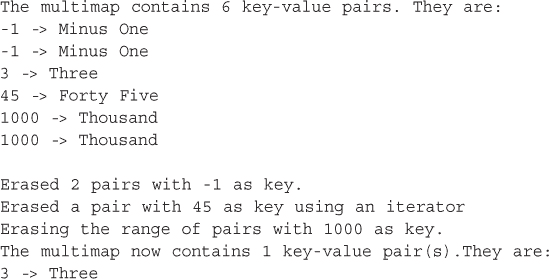 The multimap contains 6 key-value pairs. They are:
-1 -> Minus One
-1 -> Minus One
3 -> Three
45 -> Forty Five
1000 -> Thousand
1000 -> Thousand

Erased 2 pairs with -1 as key.
Erased a pair with 45 as key using an iterator
Erasing the range of pairs with 1000 as key.
The multimap now contains 1 key-value pair(s).They are:
3 -> Three